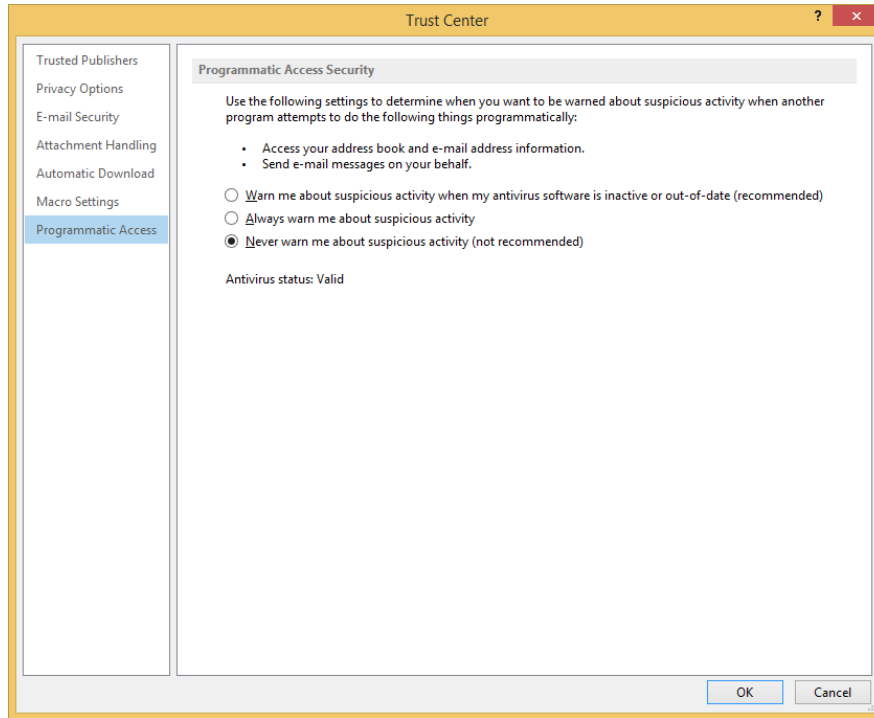 Trust Center
?
×
Trusted Publishers
Privacy Options
E-mail Security
Attachment Handling
Automatic Download
Macro Settings
Programmatic Access
Programmatic Access Security
Use the following settings to determine when you want to be warned about suspicious activity when another
program attempts to do the following things programmatically:
• Access your address book and e-mail address information.
• Send e-mail messages on your behalf.
Warn me about suspicious activity when my antivirus software is inactive or out-of-date (recommended)
Always warn me about suspicious activity
Never warn me about suspicious activity (not recommended)
Antivirus status: Valid
OK
Cancel